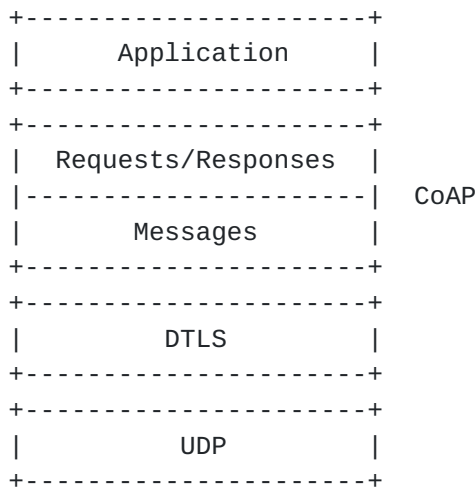 +----------------------+
|      Application      |
+----------------------+
+----------------------+
|  Requests/Responses  |
|----------------------|  CoAP
|       Messages       |
+----------------------+
+----------------------+
|         DTLS         |
+----------------------+
+----------------------+
|          UDP         |
+----------------------+